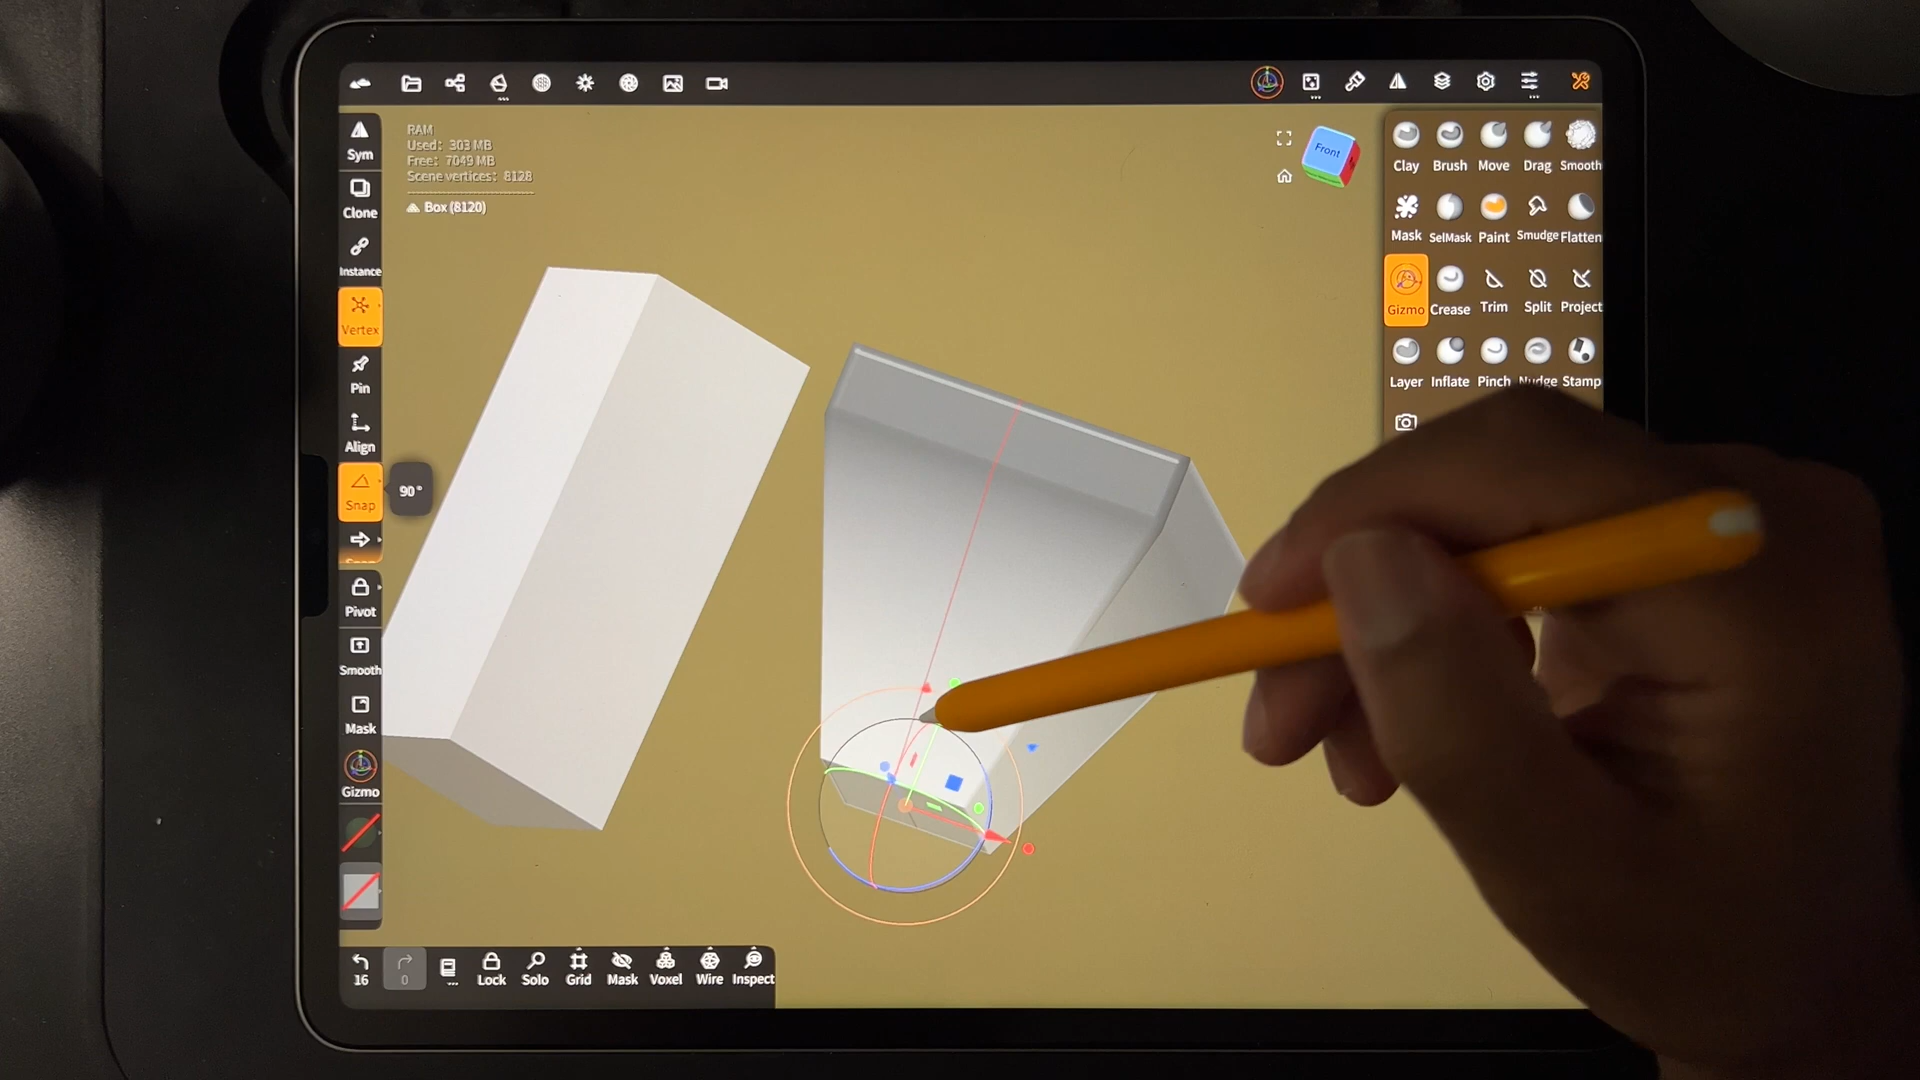 RAM
Used: 303 MB
Free: 7049 MB
Scene vertices: 8128
Box (8120)
Front
Sym
Clone
Instance
Vertex
Pin
Align
Snap
90°
Pivot
Smooth
Mask
Gizmo
Clay Brush Move Drag Smooth
Mask SelMask Paint Smudge Flatten
Gizmo Crease Trim Split Project
Layer Inflate Pinch Nudge Stamp
16 0 Lock Solo Grid Mask Voxel Wire Inspect